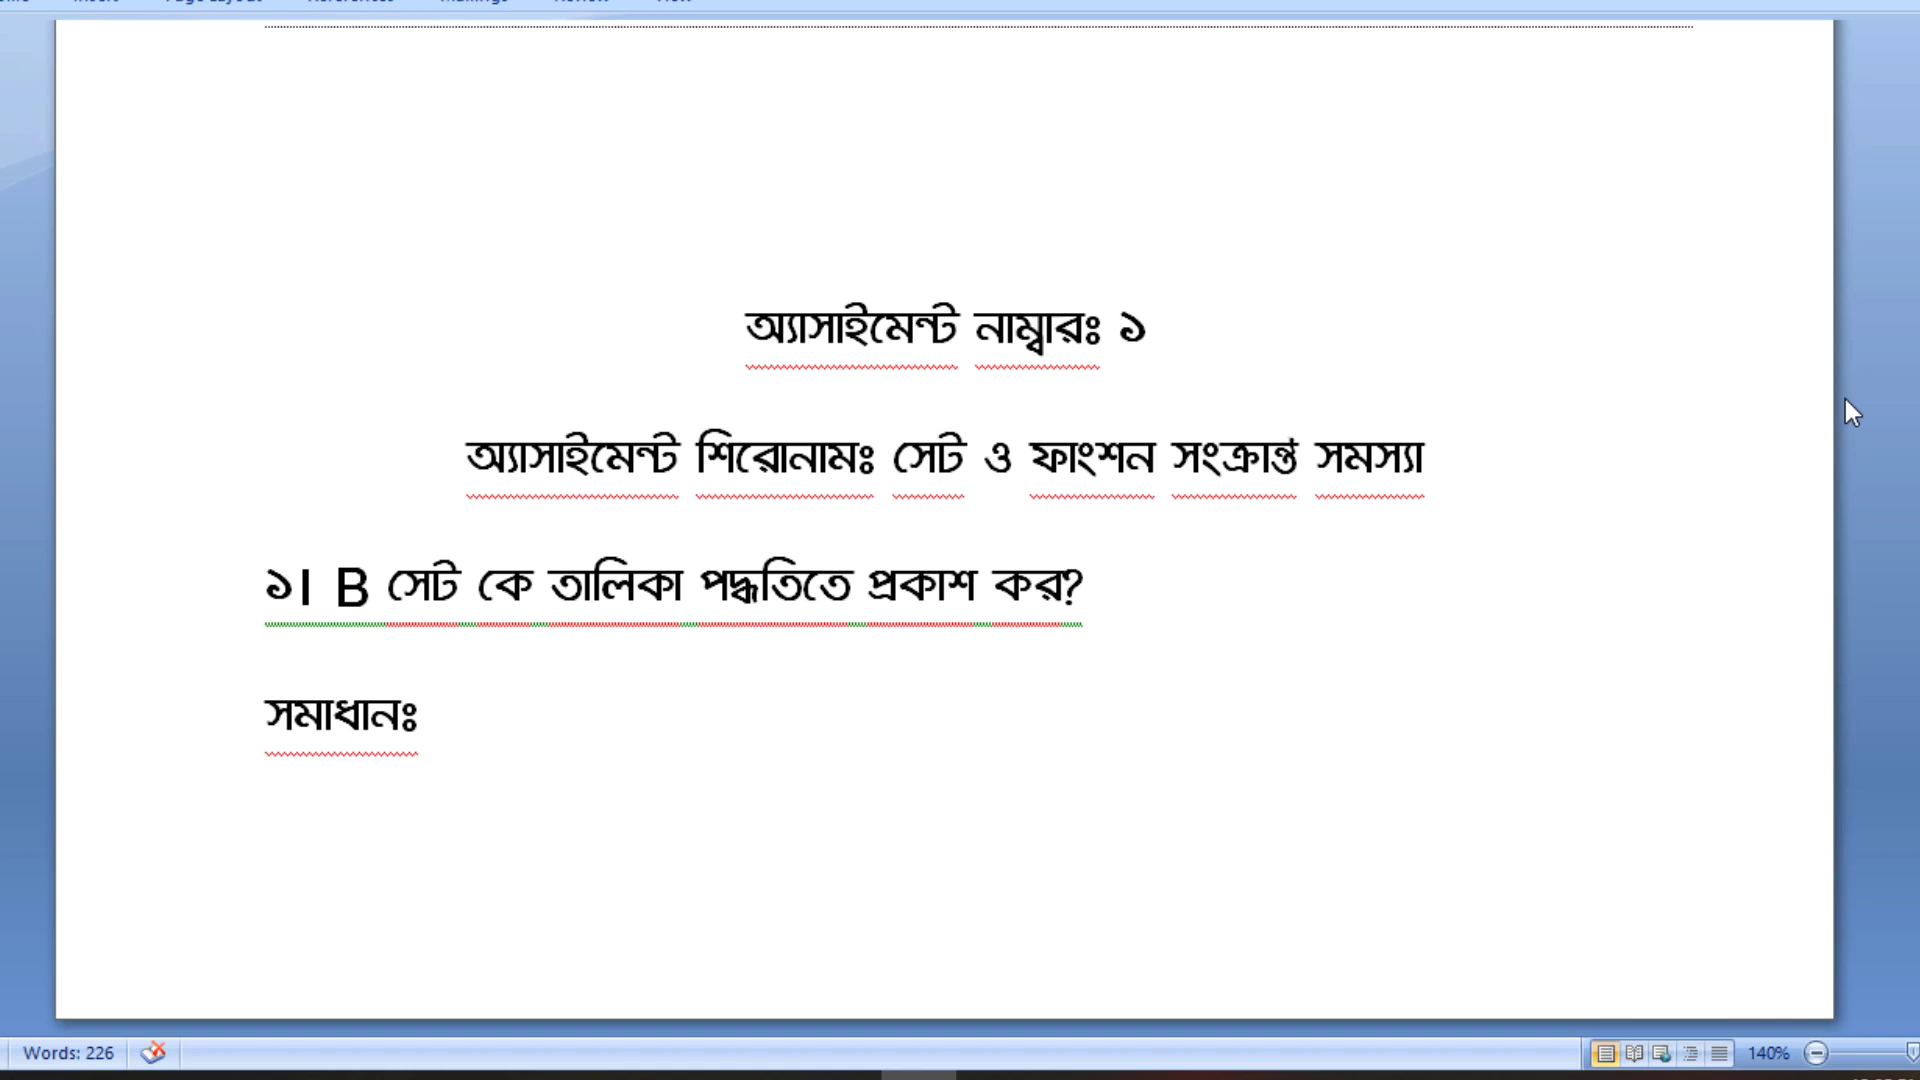 অ্যাসাইমেন্ট নাম্বারঃ ১
অ্যাসাইমেন্ট শিরোনামঃ সেট ও ফাংশন সংক্রান্ত সমস্যা
১। B সেট কে তালিকা পদ্ধতিতে প্রকাশ কর?
সমাধানঃ
Words: 226
140%